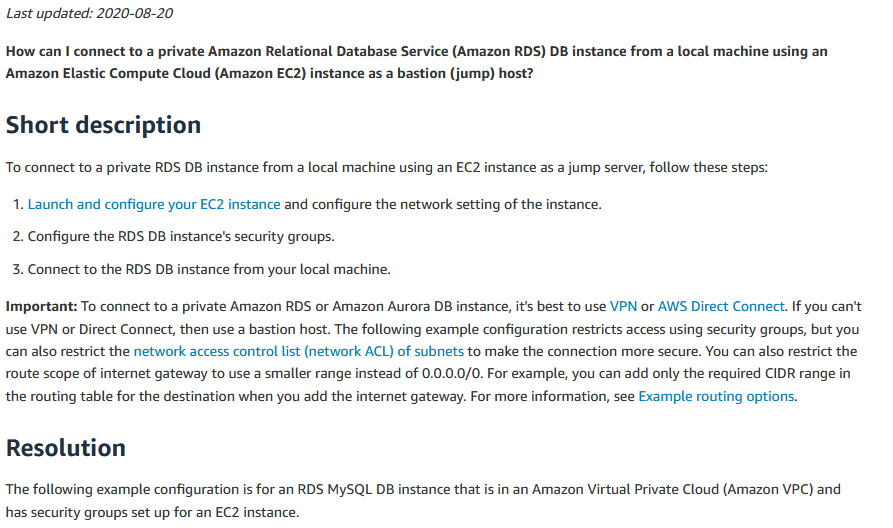 Last updated: 2020-08-20
How can I connect to a private Amazon Relational Database Service (Amazon RDS) DB instance from a local machine using an
Amazon Elastic Compute Cloud (Amazon EC2) instance as a bastion (jump) host?
Short description
To connect to a private RDS DB instance from a local machine using an EC2 instance as a jump server, follow these steps:
1. Launch and configure your EC2 instance and configure the network setting of the instance.
2. Configure the RDS DB instance's security groups.
3. Connect to the RDS DB instance from your local machine.
Important: To connect to a private Amazon RDS or Amazon Aurora DB instance, it's best to use VPN or AWS Direct Connect. If you can't
use VPN or Direct Connect, then use a bastion host. The following example configuration restricts access using security groups, but you
can also restrict the network access control list (network ACL) of subnets to make the connection more secure. You can also restrict the
route scope of internet gateway to use a smaller range instead of 0.0.0.0/0. For example, you can add only the required CIDR range in
the routing table for the destination when you add the internet gateway. For more information, see Example routing options.
Resolution
The following example configuration is for an RDS MySQL DB instance that is in an Amazon Virtual Private Cloud (Amazon VPC) and
has security groups set up for an EC2 instance.